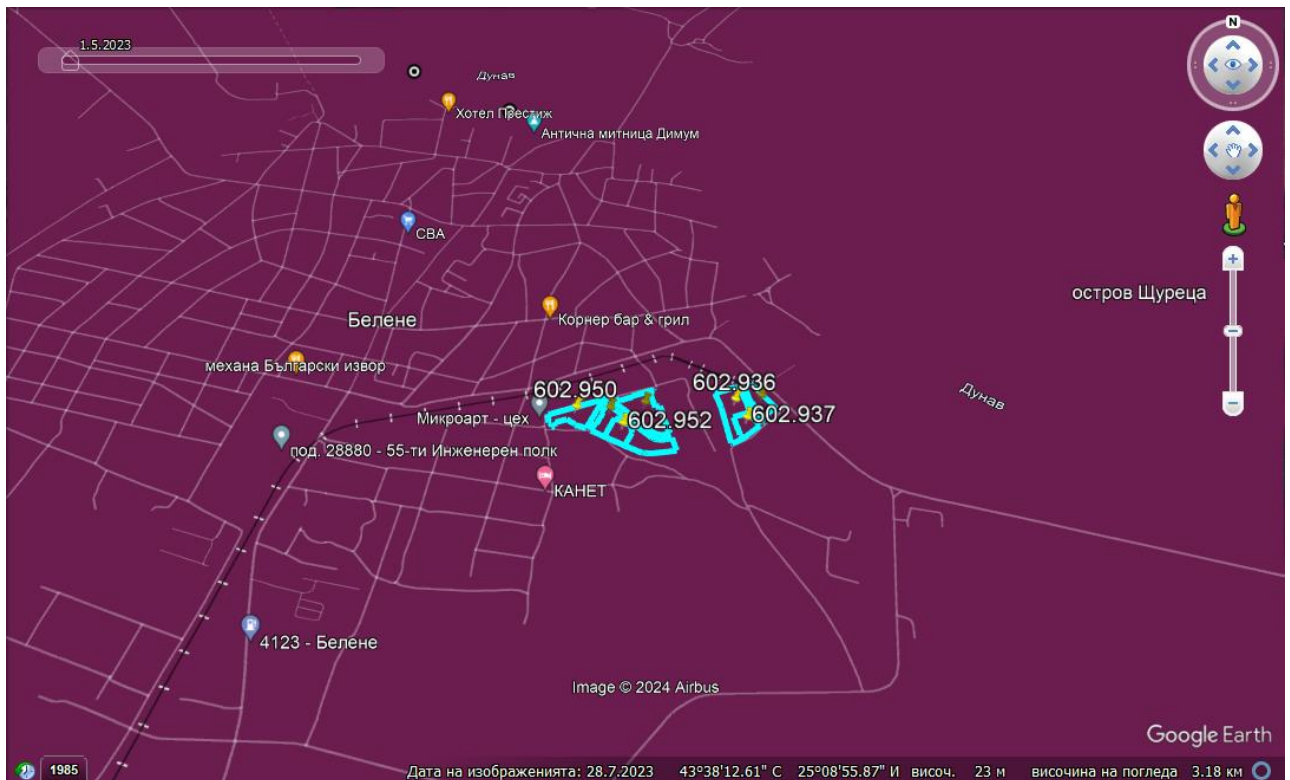 1.5.2023
N
Дунав
Хотел Престиж
Антична митница Димум
СВА
остров Щуреца
Белене
Корнер бар & грил
механа Български извор
602.950
602.936
Дунав
Микроарт - цех
602.952
602.937
под. 28880 - 55-ти Инженерен полк
КАНЕТ
4123 - Белене
Image © 2024 Airbus
Google Earth
1985
Дата на изображенията: 28.7.2023 43°38'12.61" С 25°08'55.87" И височ. 23 м височина на погледа 3.18 км